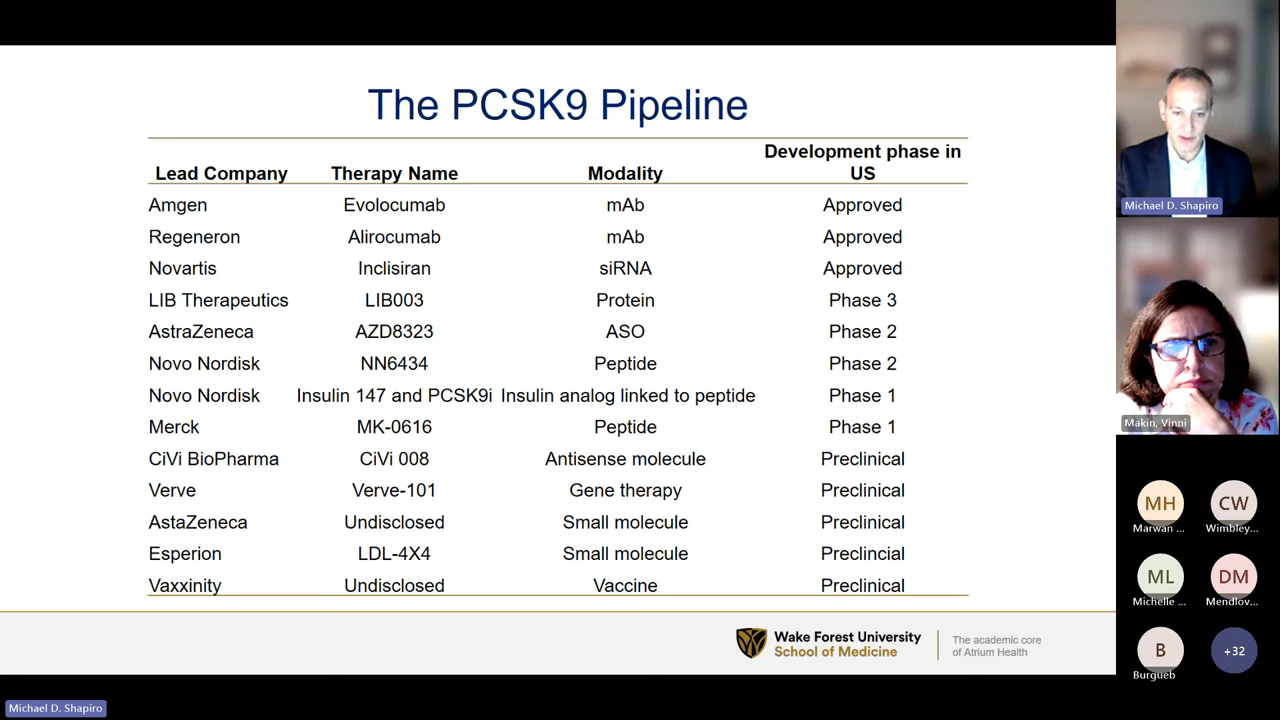 The PCSK9 Pipeline
Lead Company Therapy Name Modality Development phase in US
Amgen Evolocumab mAb Approved
Regeneron Alirocumab mAb Approved
Novartis Inclisiran siRNA Approved
LIB Therapeutics LIB003 Protein Phase 3
AstraZeneca AZD8323 ASO Phase 2
Novo Nordisk NN6434 Peptide Phase 2
Novo Nordisk Insulin 147 and PCSK9i Insulin analog linked to peptide Phase 1
Merck MK-0616 Peptide Phase 1
CiVi BioPharma CiVi 008 Antisense molecule Preclinical
Verve Verve-101 Gene therapy Preclinical
AstaZeneca Undisclosed Small molecule Preclinical
Esperion LDL-4X4 Small molecule Preclincial
Vaxxinity Undisclosed Vaccine Preclinical
Wake Forest University
School of Medicine
The academic core
of Atrium Health
Michael D. Shapiro
Makin, Vinni
MH CW
Marwan ... Wimbley...
ML DM
Michelle ... Mendlov...
B +32
Burgueb
Michael D. Shapiro